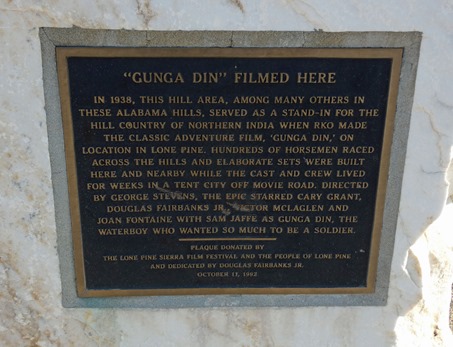 "GUNGA DIN" FILMED HERE
IN 1938, THIS HILL AREA, AMONG MANY OTHERS IN
THESE ALABAMA HILLS, SERVED AS A STAND-IN FOR THE
HILL COUNTRY OF NORTHERN INDIA WHEN RKO MADE
THE CLASSIC ADVENTURE FILM, 'GUNGA DIN,' ON
LOCATION IN LONE PINE. HUNDREDS OF HORSEMEN RACED
ACROSS THE HILLS AND ELABORATE SETS WERE BUILT
HERE AND NEARBY WHILE THE CAST AND CREW LIVED
FOR WEEKS IN A TENT CITY OFF MOVIE ROAD. DIRECTED
BY GEORGE STEVENS, THE EPIC STARRED CARY GRANT,
DOUGLAS FAIRBANKS JR., VICTOR MCLAGLEN AND
JOAN FONTAINE WITH SAM JAFFE AS GUNGA DIN, THE
WATERBOY WHO WANTED SO MUCH TO BE A SOLDIER.
PLAQUE DONATED BY
THE LONE PINE SIERRA FILM FESTIVAL AND THE PEOPLE OF LONE PINE
AND DEDICATED BY DOUGLAS FAIRBANKS JR.
OCTOBER